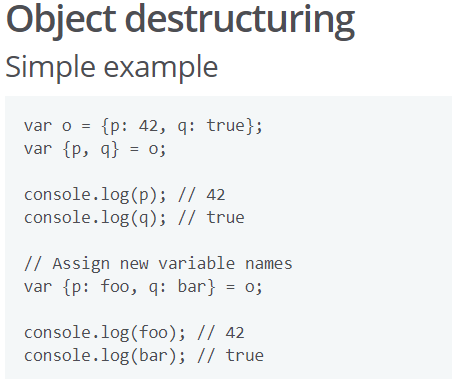 Object destructuring
Simple example
var o = {p: 42, q: true};
var {p, q} = o;
console.log(p); // 42
console.log(q); // true
// Assign new variable names
var {p: foo, q: bar} = o;
console.log(foo); // 42
console.log(bar); // true